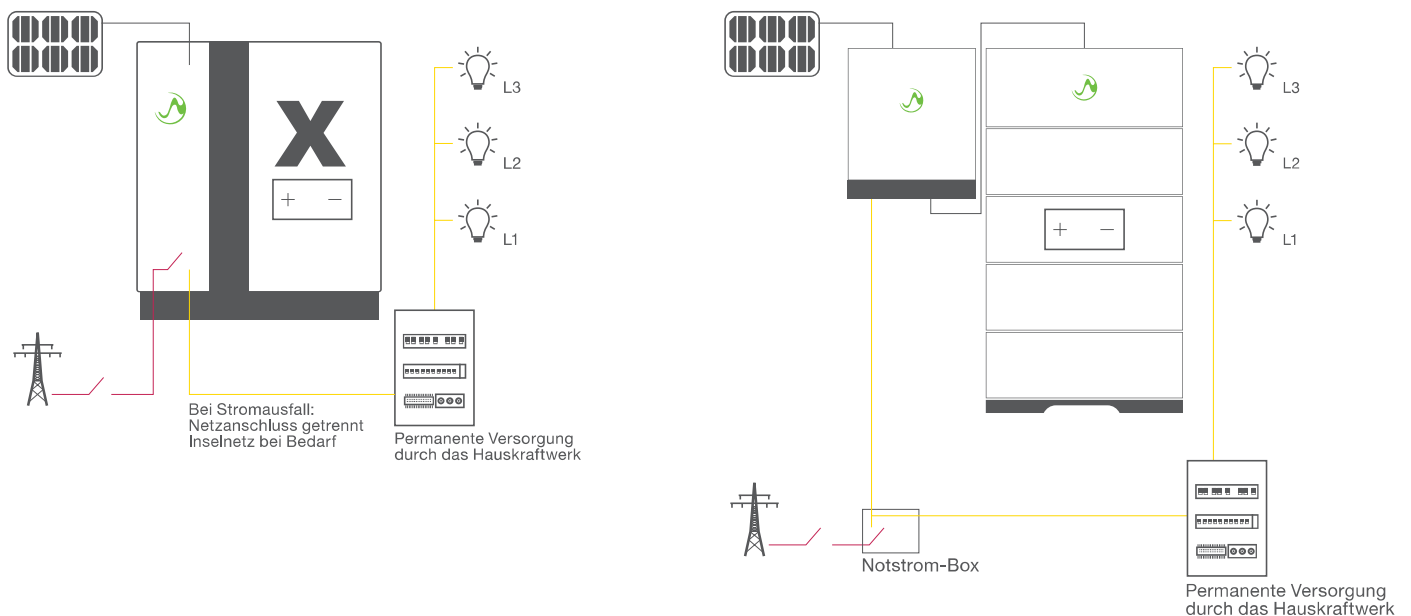 X
+ −
L3
L2
L1
Bei Stromausfall:
Netzanschluss getrennt
Inselnetz bei Bedarf
Permanente Versorgung
durch das Hauskraftwerk
+ −
L3
L2
L1
Notstrom-Box
Permanente Versorgung
durch das Hauskraftwerk